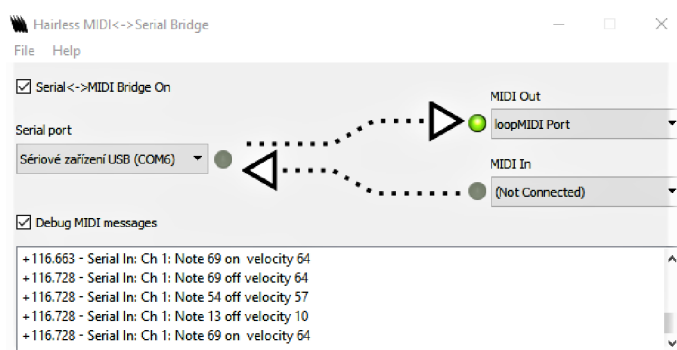 Hairless MIDI<->Serial Bridge
File Help
Serial<->MIDI Bridge On
MIDI Out
loopMIDI Port
Serial port
Sériové zařízení USB (COM6)
MIDI In
(Not Connected)
Debug MIDI messages
+116.663 - Serial In: Ch 1: Note 69 on velocity 64
+116.728 - Serial In: Ch 1: Note 69 off velocity 64
+116.728 - Serial In: Ch 1: Note 54 off velocity 57
+116.728 - Serial In: Ch 1: Note 13 off velocity 10
+116.728 - Serial In: Ch 1: Note 69 on velocity 64